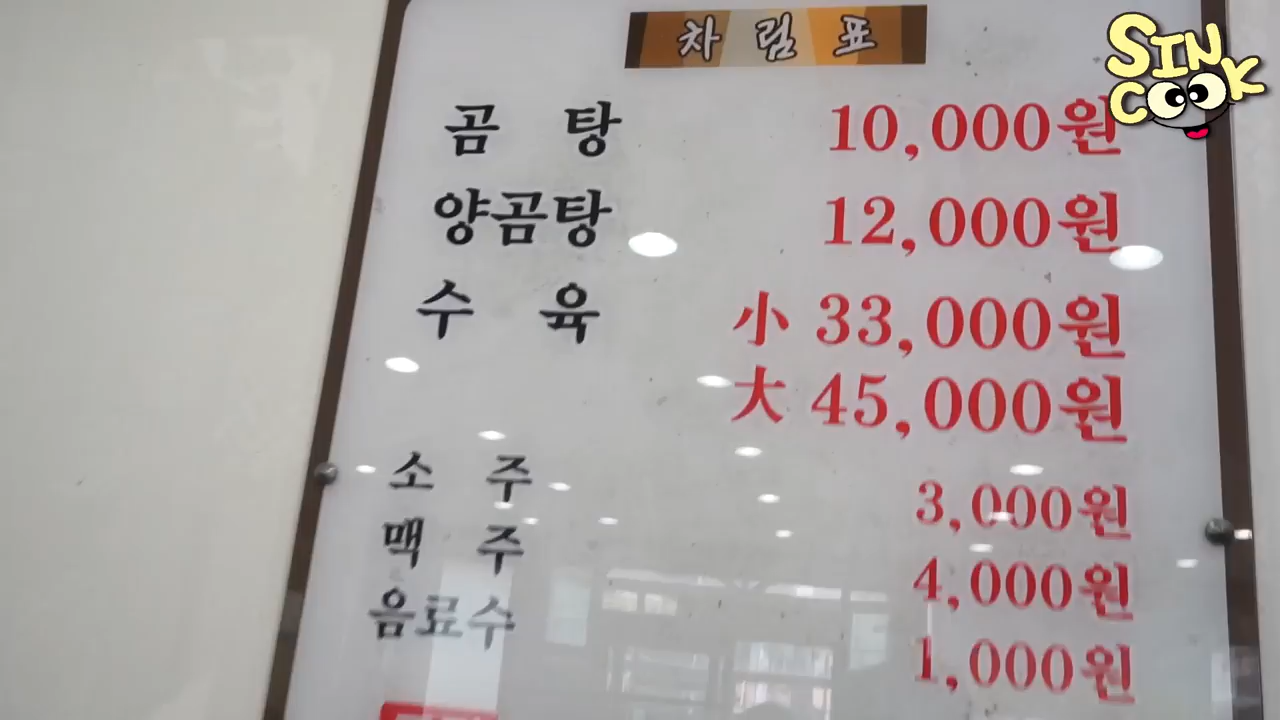 차림표
SIN COOK
곰 탕 10,000원
양곰탕 12,000원
수 육 小 33,000원
大 45,000원
소 주 3,000원
맥 주 4,000원
음료수 1,000원